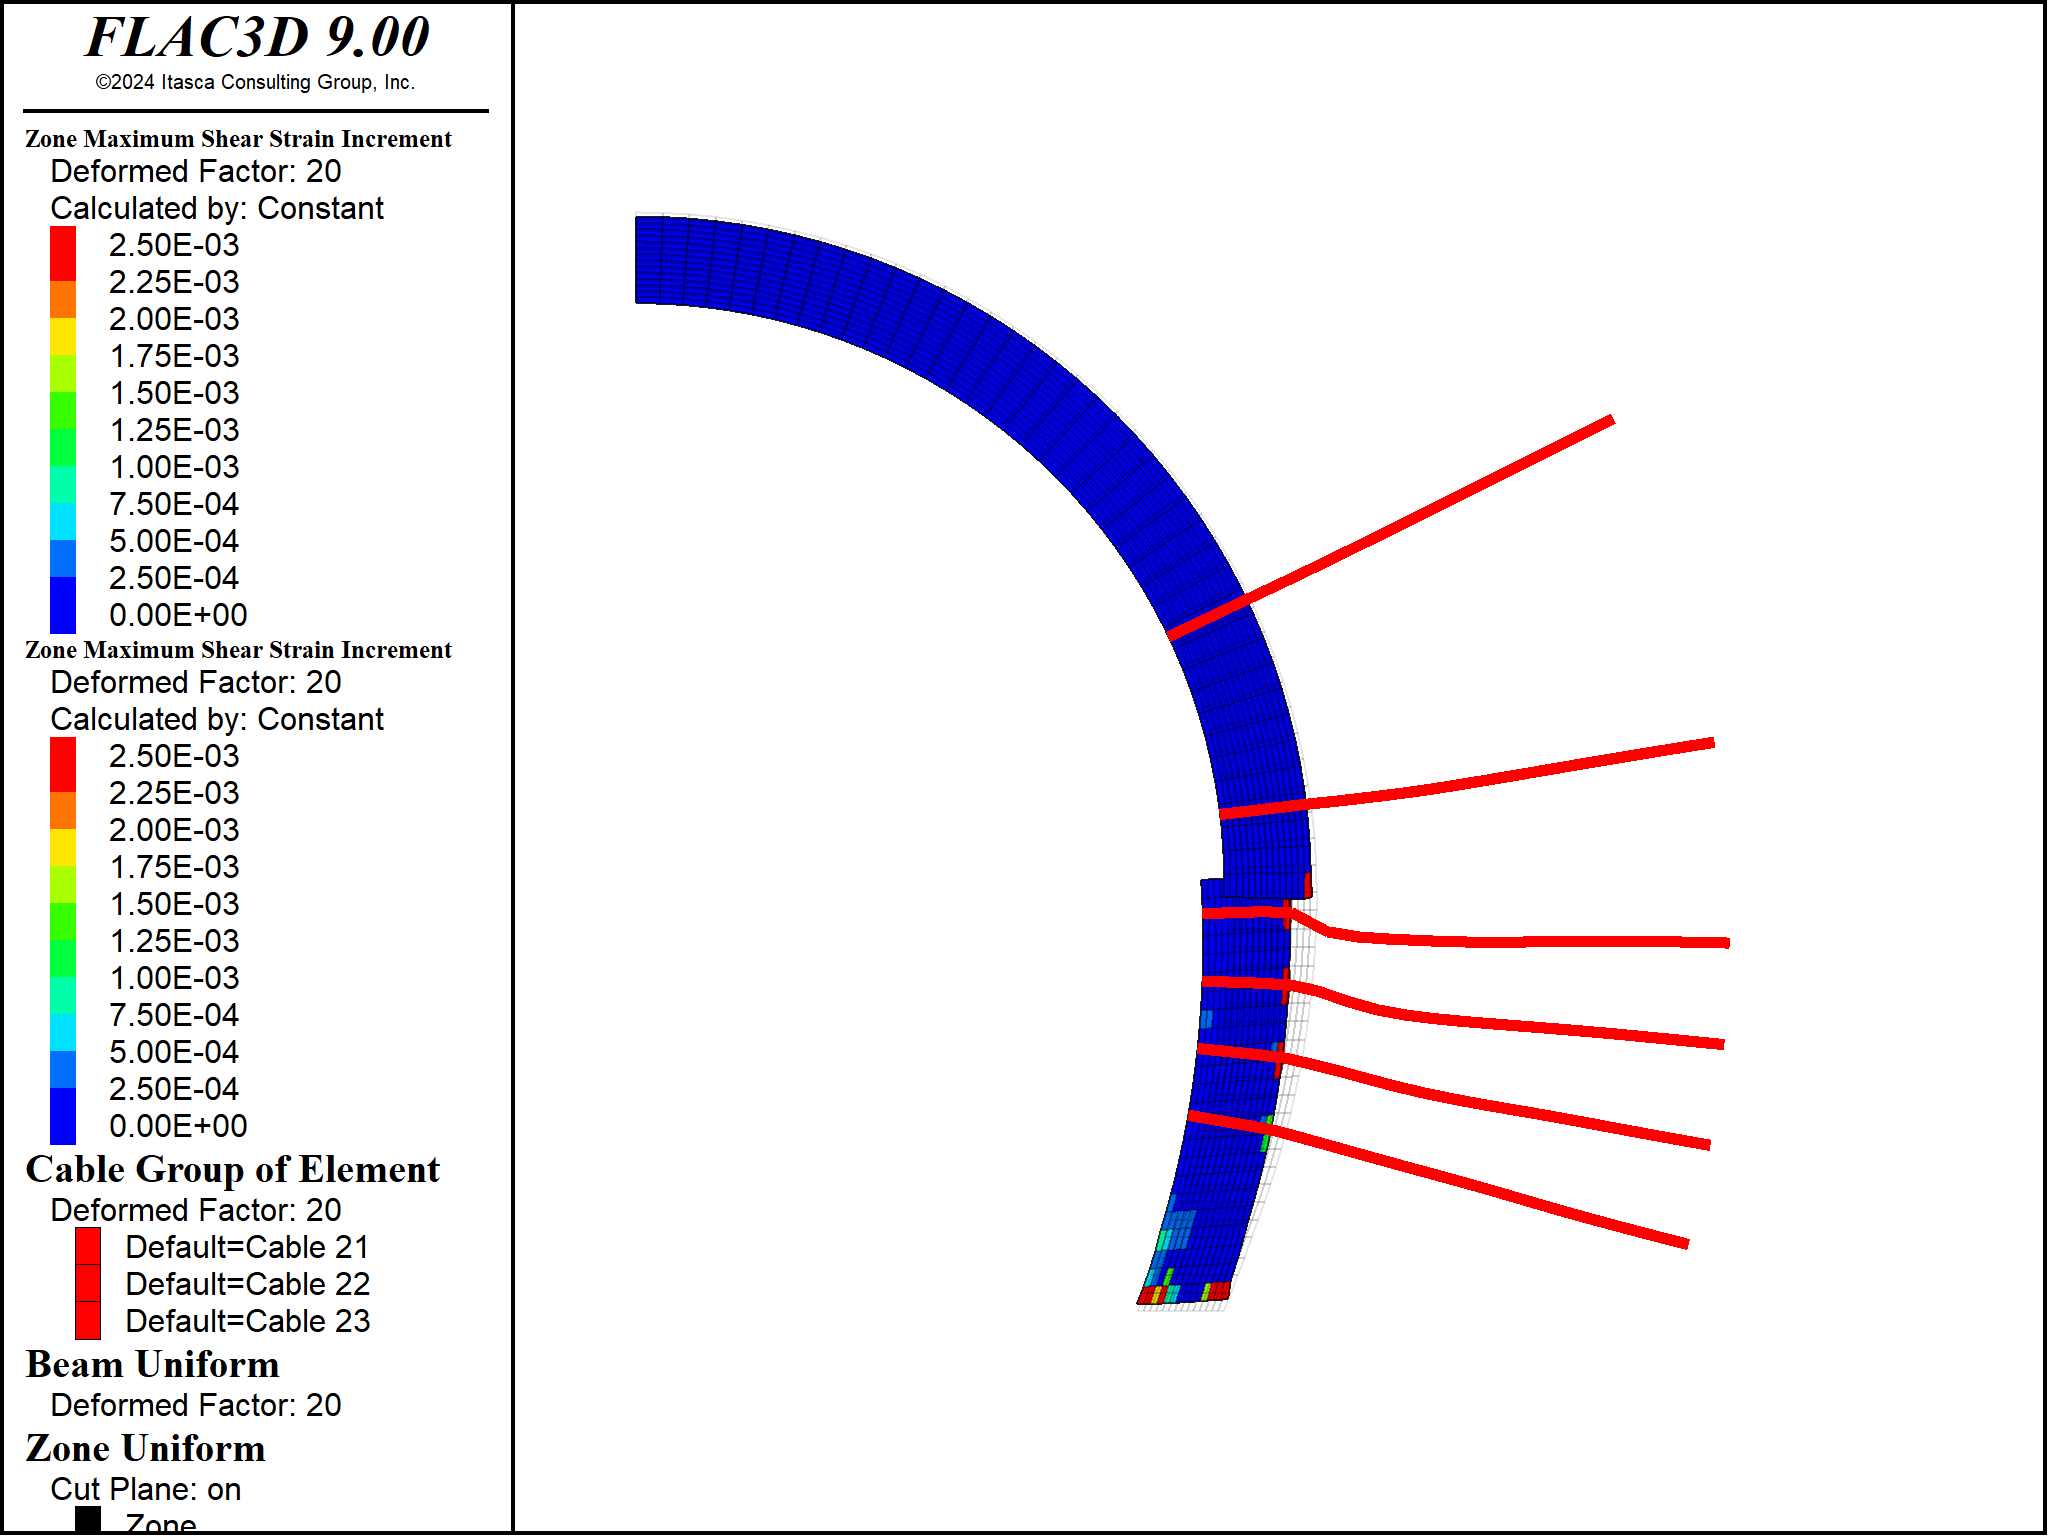 FLAC3D 9.00
©2024 Itasca Consulting Group, Inc.
Zone Maximum Shear Strain Increment
Deformed Factor: 20
Calculated by: Constant
2.50E-03
2.25E-03
2.00E-03
1.75E-03
1.50E-03
1.25E-03
1.00E-03
7.50E-04
5.00E-04
2.50E-04
0.00E+00
Zone Maximum Shear Strain Increment
Deformed Factor: 20
Calculated by: Constant
2.50E-03
2.25E-03
2.00E-03
1.75E-03
1.50E-03
1.25E-03
1.00E-03
7.50E-04
5.00E-04
2.50E-04
0.00E+00
Cable Group of Element
Deformed Factor: 20
Default=Cable 21
Default=Cable 22
Default=Cable 23
Beam Uniform
Deformed Factor: 20
Zone Uniform
Cut Plane: on
Zone